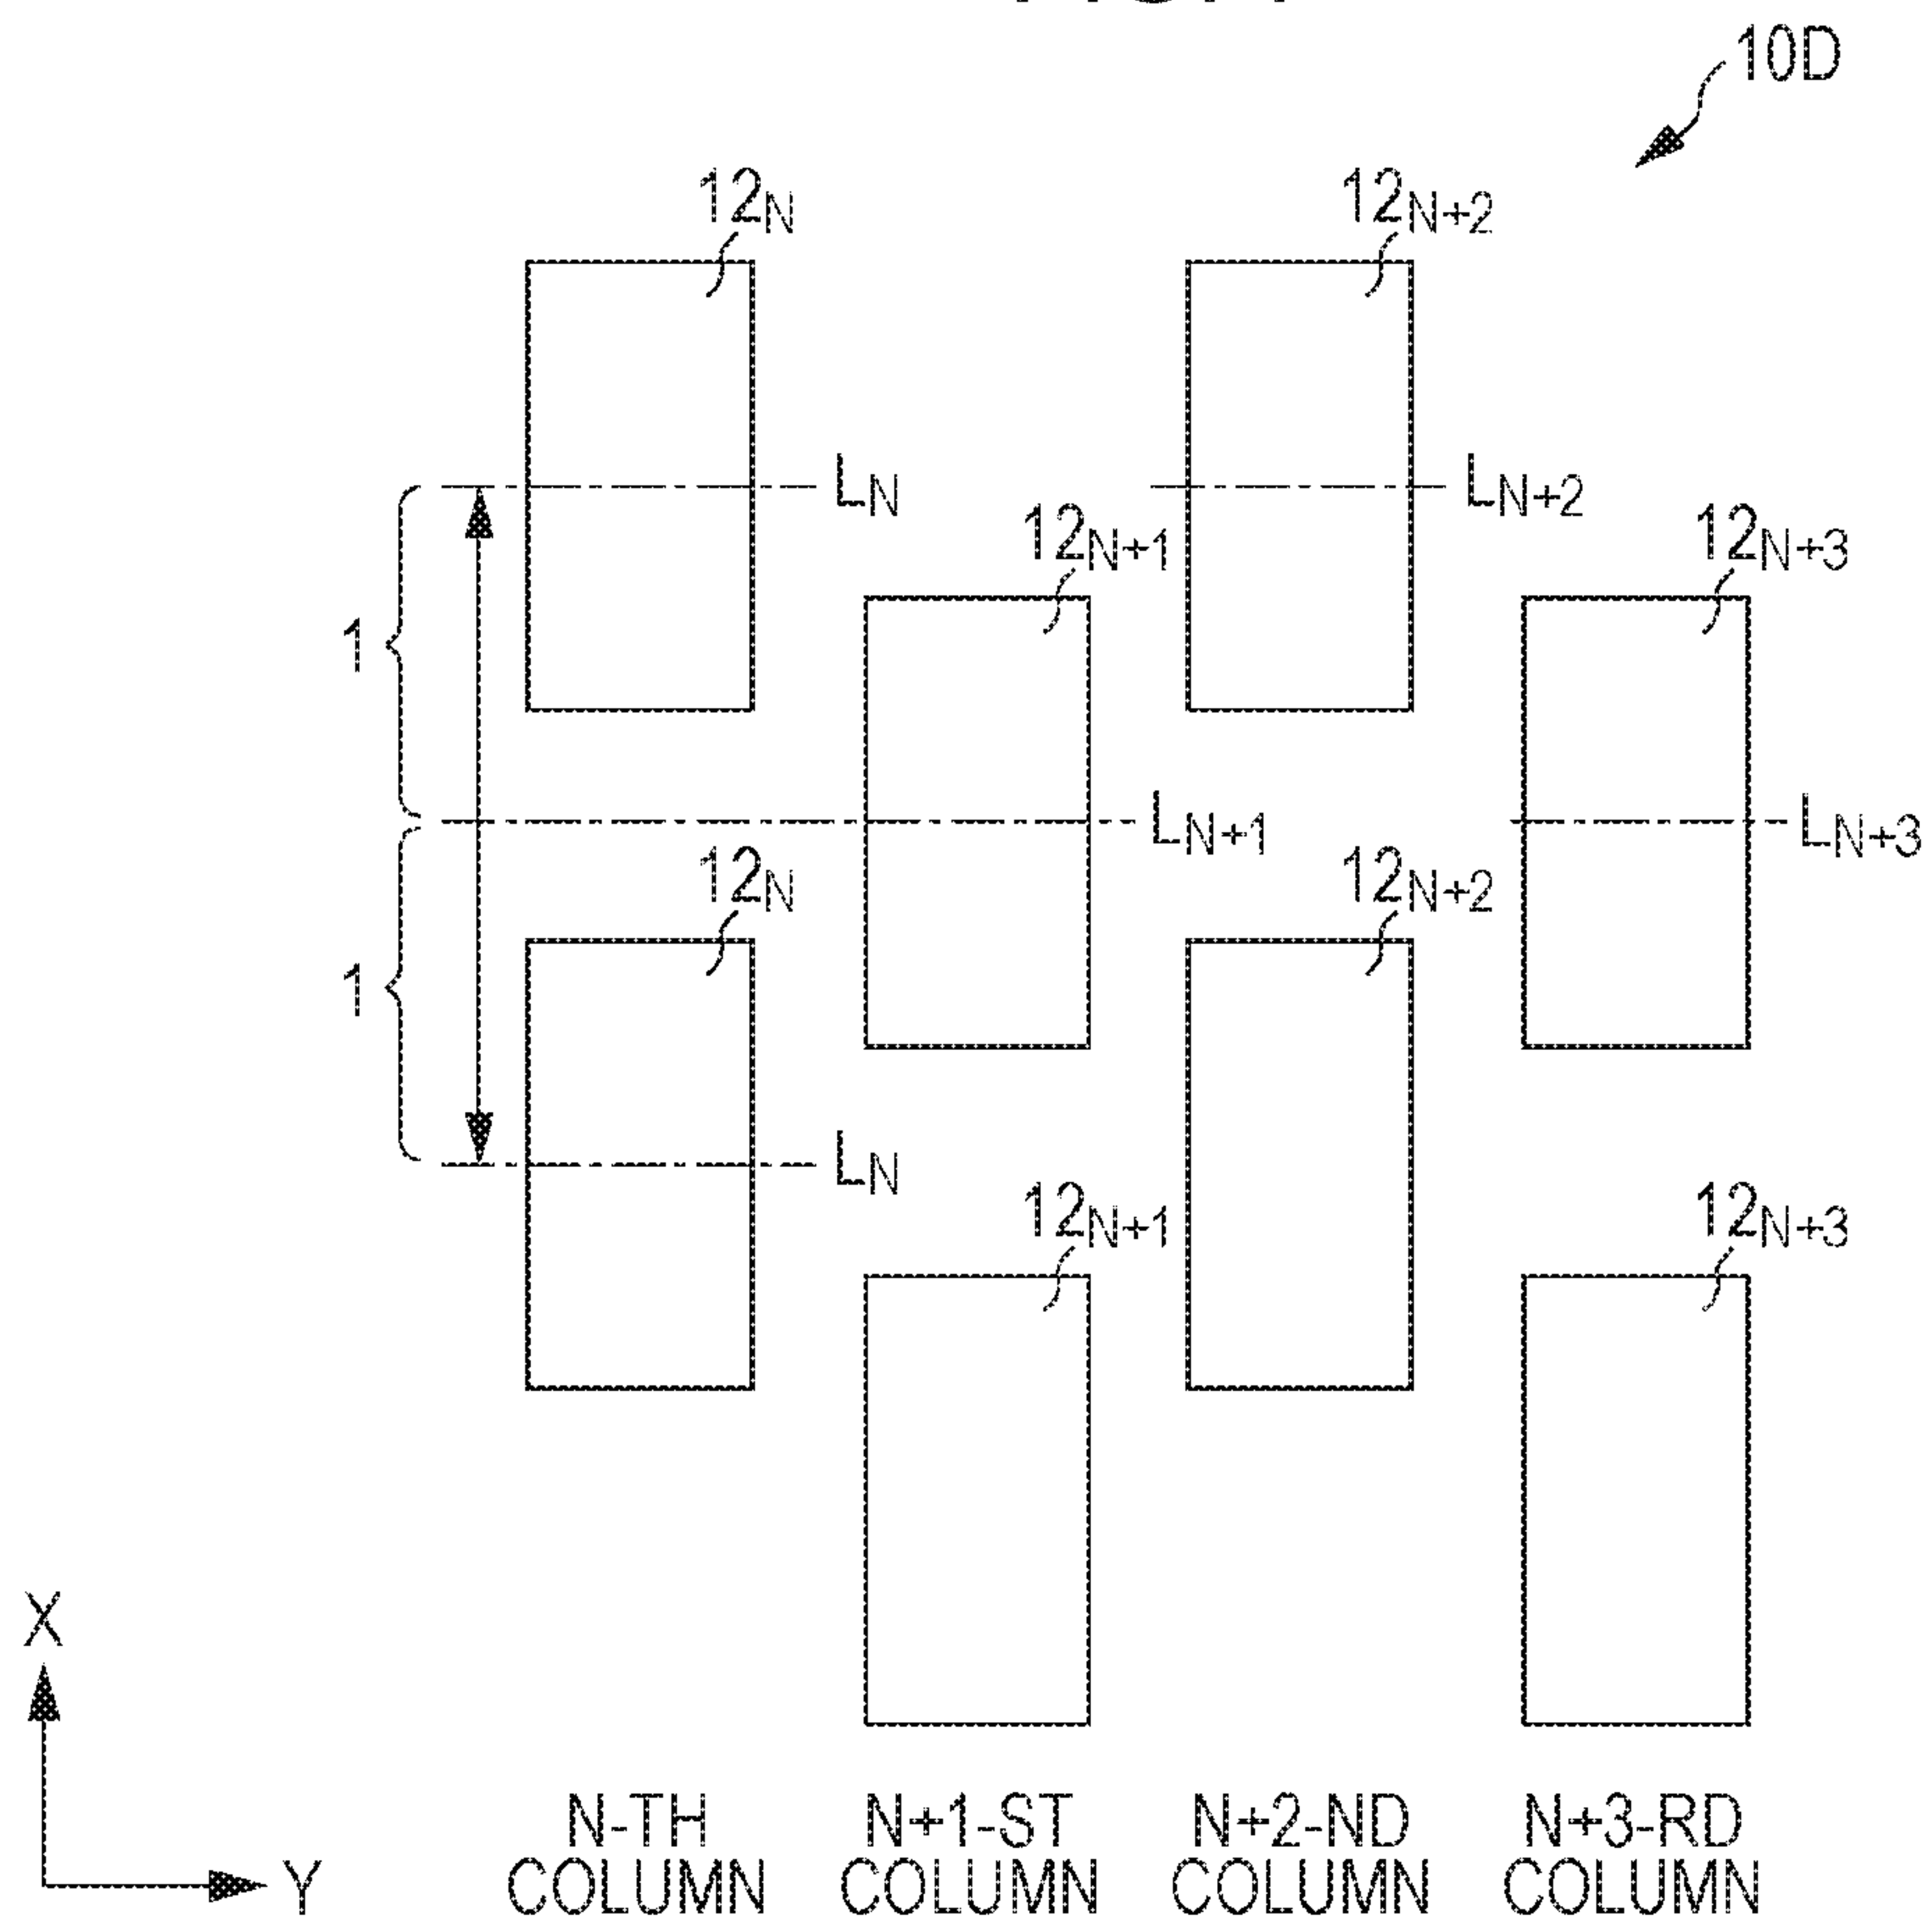 10D
12N
12N+2
LN
LN+2
12N+1
12N+3
1
LN+1
LN+3
12N
12N+2
1
LN
12N+1
12N+3
X
Y
N-TH COLUMN
N+1-ST COLUMN
N+2-ND COLUMN
N+3-RD COLUMN